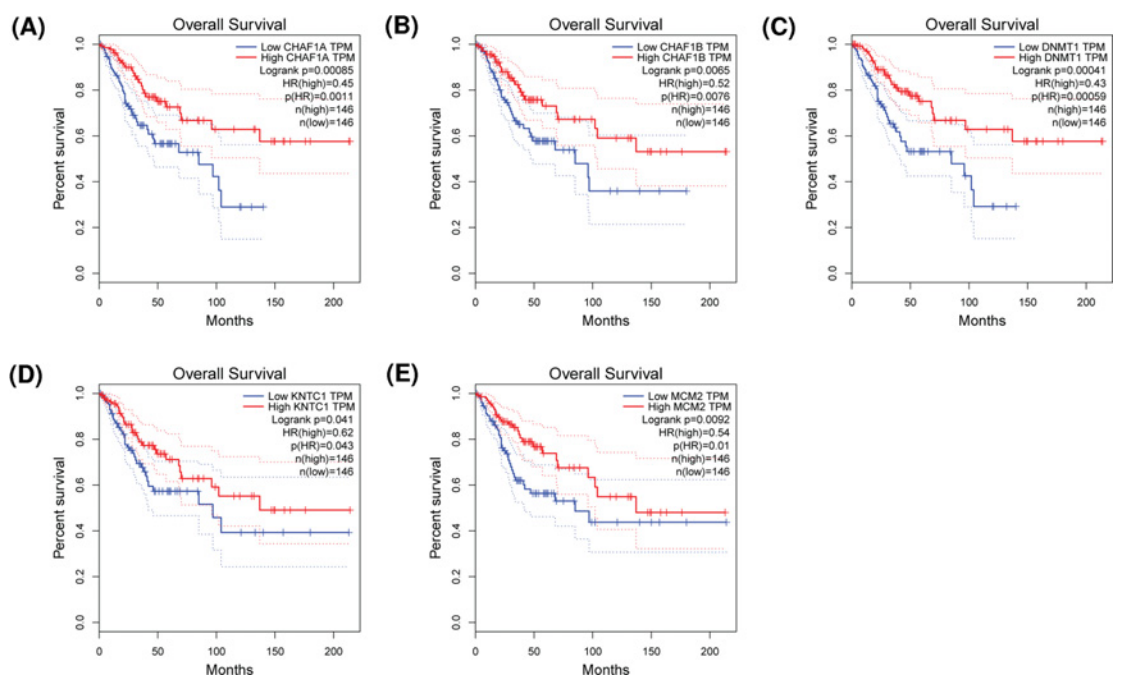 (A)
Overall Survival
Low CHAF1A TPM
High CHAF1A TPM
Logrank p=0.00085
HR(high)=0.45
p(HR)=0.0011
n(high)=146
n(low)=146
Percent survival
1.0
0.8
0.6
0.4
0.2
0.0
0 50 100 150 200
Months
(B)
Overall Survival
Low CHAF1B TPM
High CHAF1B TPM
Logrank p=0.0065
HR(high)=0.52
p(HR)=0.0076
n(high)=146
n(low)=146
Percent survival
1.0
0.8
0.6
0.4
0.2
0.0
0 50 100 150 200
Months
(C)
Overall Survival
Low DNMT1 TPM
High DNMT1 TPM
Logrank p=0.00041
HR(high)=0.43
p(HR)=0.00059
n(high)=146
n(low)=146
Percent survival
1.0
0.8
0.6
0.4
0.2
0.0
0 50 100 150 200
Months
(D)
Overall Survival
Low KNTC1 TPM
High KNTC1 TPM
Logrank p=0.041
HR(high)=0.62
p(HR)=0.043
n(high)=146
n(low)=146
Percent survival
1.0
0.8
0.6
0.4
0.2
0.0
0 50 100 150 200
Months
(E)
Overall Survival
Low MCM2 TPM
High MCM2 TPM
Logrank p=0.0092
HR(high)=0.54
p(HR)=0.01
n(high)=146
n(low)=146
Percent survival
1.0
0.8
0.6
0.4
0.2
0.0
0 50 100 150 200
Months